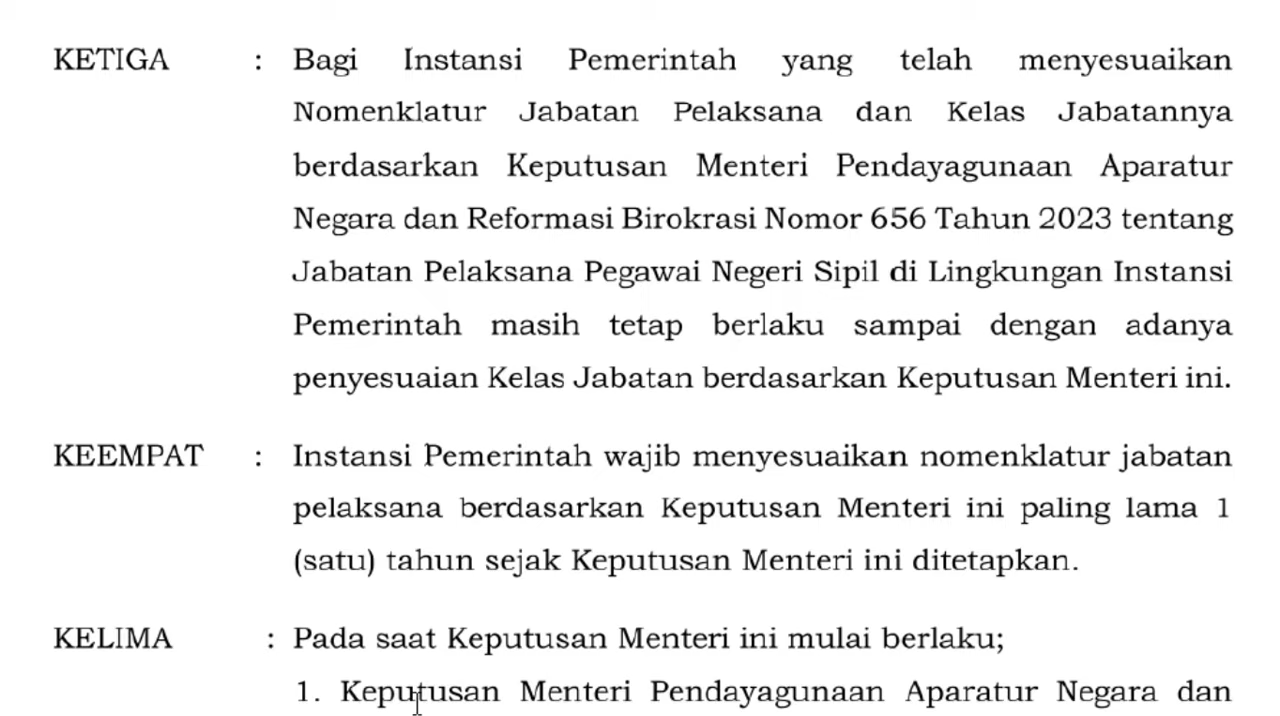 KETIGA : Bagi Instansi Pemerintah yang telah menyesuaikan
Nomenklatur Jabatan Pelaksana dan Kelas Jabatannya
berdasarkan Keputusan Menteri Pendayagunaan Aparatur
Negara dan Reformasi Birokrasi Nomor 656 Tahun 2023 tentang
Jabatan Pelaksana Pegawai Negeri Sipil di Lingkungan Instansi
Pemerintah masih tetap berlaku sampai dengan adanya
penyesuaian Kelas Jabatan berdasarkan Keputusan Menteri ini.
KEEMPAT : Instansi Pemerintah wajib menyesuaikan nomenklatur jabatan
pelaksana berdasarkan Keputusan Menteri ini paling lama 1
(satu) tahun sejak Keputusan Menteri ini ditetapkan.
KELIMA : Pada saat Keputusan Menteri ini mulai berlaku;
1. Keputusan Menteri Pendayagunaan Aparatur Negara dan